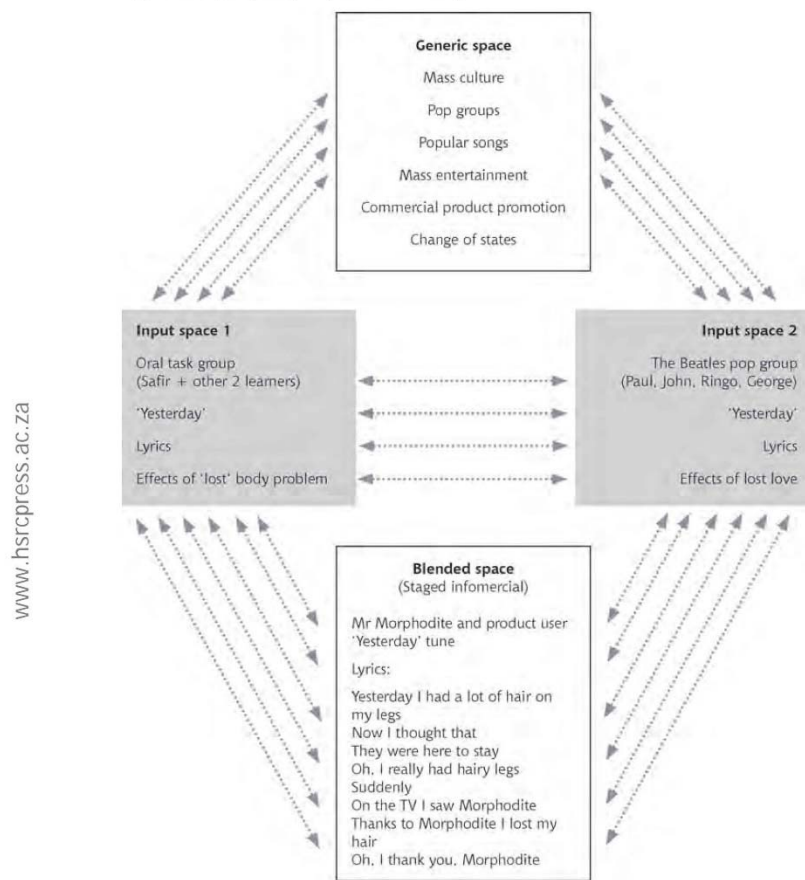 Generic space
Mass culture
Pop groups
Popular songs
Mass entertainment
Commercial product promotion
Change of states
Input space 1
Oral task group
(Safir + other 2 learners)
'Yesterday'
Lyrics
Effects of 'lost' body problem
Input space 2
The Beatles pop group
(Paul, John, Ringo, George)
'Yesterday'
Lyrics
Effects of lost love
Blended space
(Staged infomercial)
Mr Morphodite and product user
'Yesterday' tune
Lyrics:
Yesterday I had a lot of hair on
my legs
Now I thought that
They were here to stay
Oh, I really had hairy legs
Suddenly
On the TV I saw Morphodite
Thanks to Morphodite I lost my
hair
Oh, I thank you, Morphodite
www.hsrcpress.ac.za